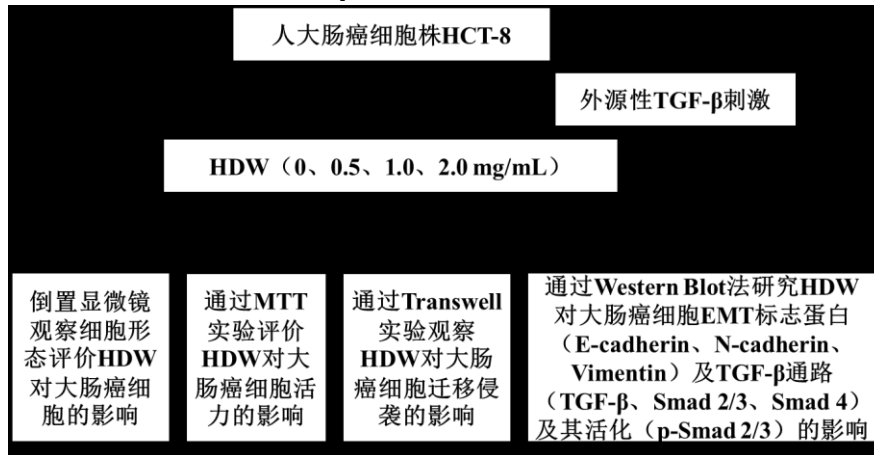 人大肠癌细胞株HCT-8
外源性TGF-β刺激
HDW（0、0.5、1.0、2.0 mg/mL）
倒置显微镜
观察细胞形
态评价HDW
对大肠癌细
胞的影响
通过MTT
实验评价
HDW对大
肠癌细胞活
力的影响
通过Transwell
实验观察
HDW对大肠
癌细胞迁移侵
袭的影响
通过Western Blot法研究HDW
对大肠癌细胞EMT标志蛋白
（E-cadherin、N-cadherin、
Vimentin）及TGF-β通路
（TGF-β、Smad 2/3、Smad 4）
及其活化（p-Smad 2/3）的影响